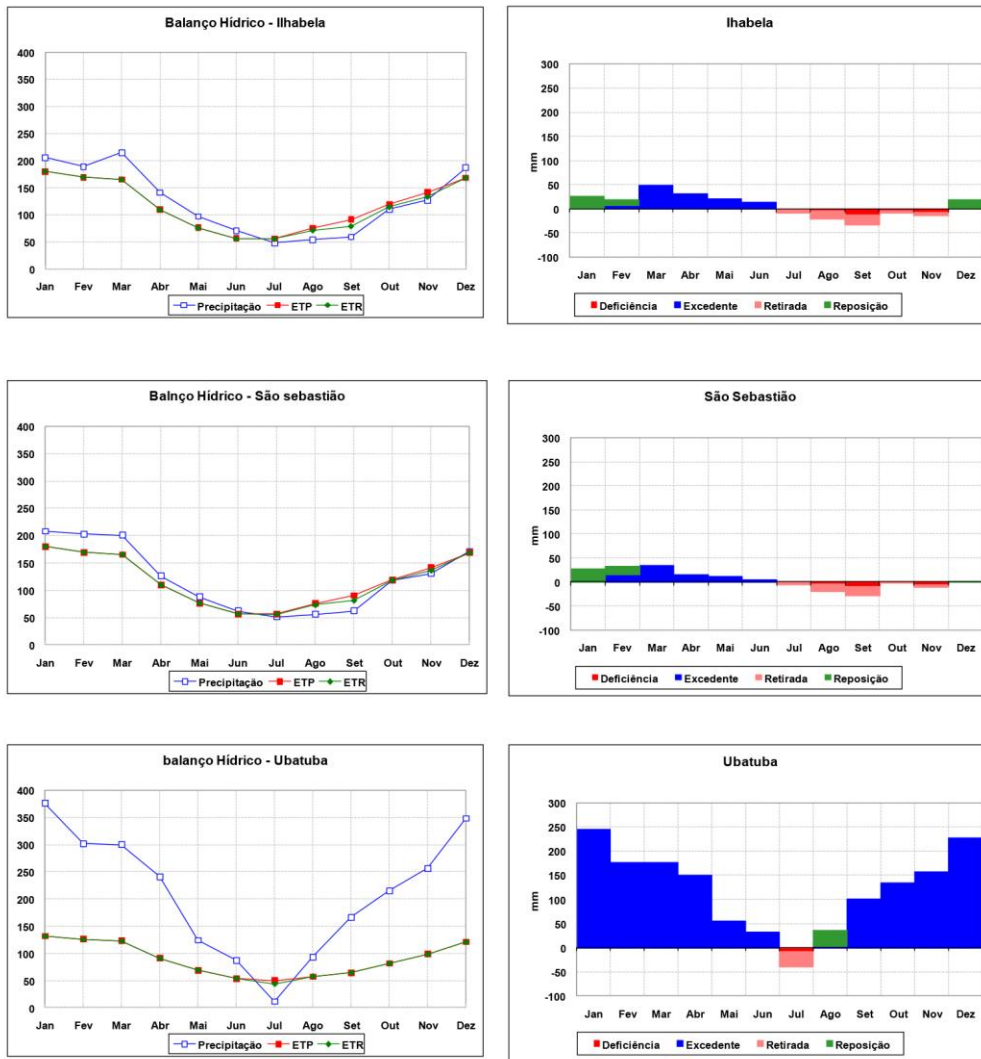 Balanço Hídrico - Ilhabela
400
350
300
250
200
150
100
50
0
Jan Fev Mar Abr Mai Jun Jul Ago Set Out Nov Dez
Precipitação ETP ETR
Ihabela
300
250
200
150
100
50
0
-50
-100
mm
Jan Fev Mar Abr Mai Jun Jul Ago Set Out Nov Dez
Deficiência Excedente Retirada Reposição
Balnço Hídrico - São sebastião
400
350
300
250
200
150
100
50
0
Jan Fev Mar Abr Mai Jun Jul Ago Set Out Nov Dez
Precipitação ETP ETR
São Sebastião
300
250
200
150
100
50
0
-50
-100
mm
Jan Fev Mar Abr Mai Jun Jul Ago Set Out Nov Dez
Deficiência Excedente Retirada Reposição
balanço Hídrico - Ubatuba
400
350
300
250
200
150
100
50
0
Jan Fev Mar Abr Mai Jun Jul Ago Set Out Nov Dez
Precipitação ETP ETR
Ubatuba
300
250
200
150
100
50
0
-50
-100
mm
Jan Fev Mar Abr Mai Jun Jul Ago Set Out Nov Dez
Deficiência Excedente Retirada Reposição